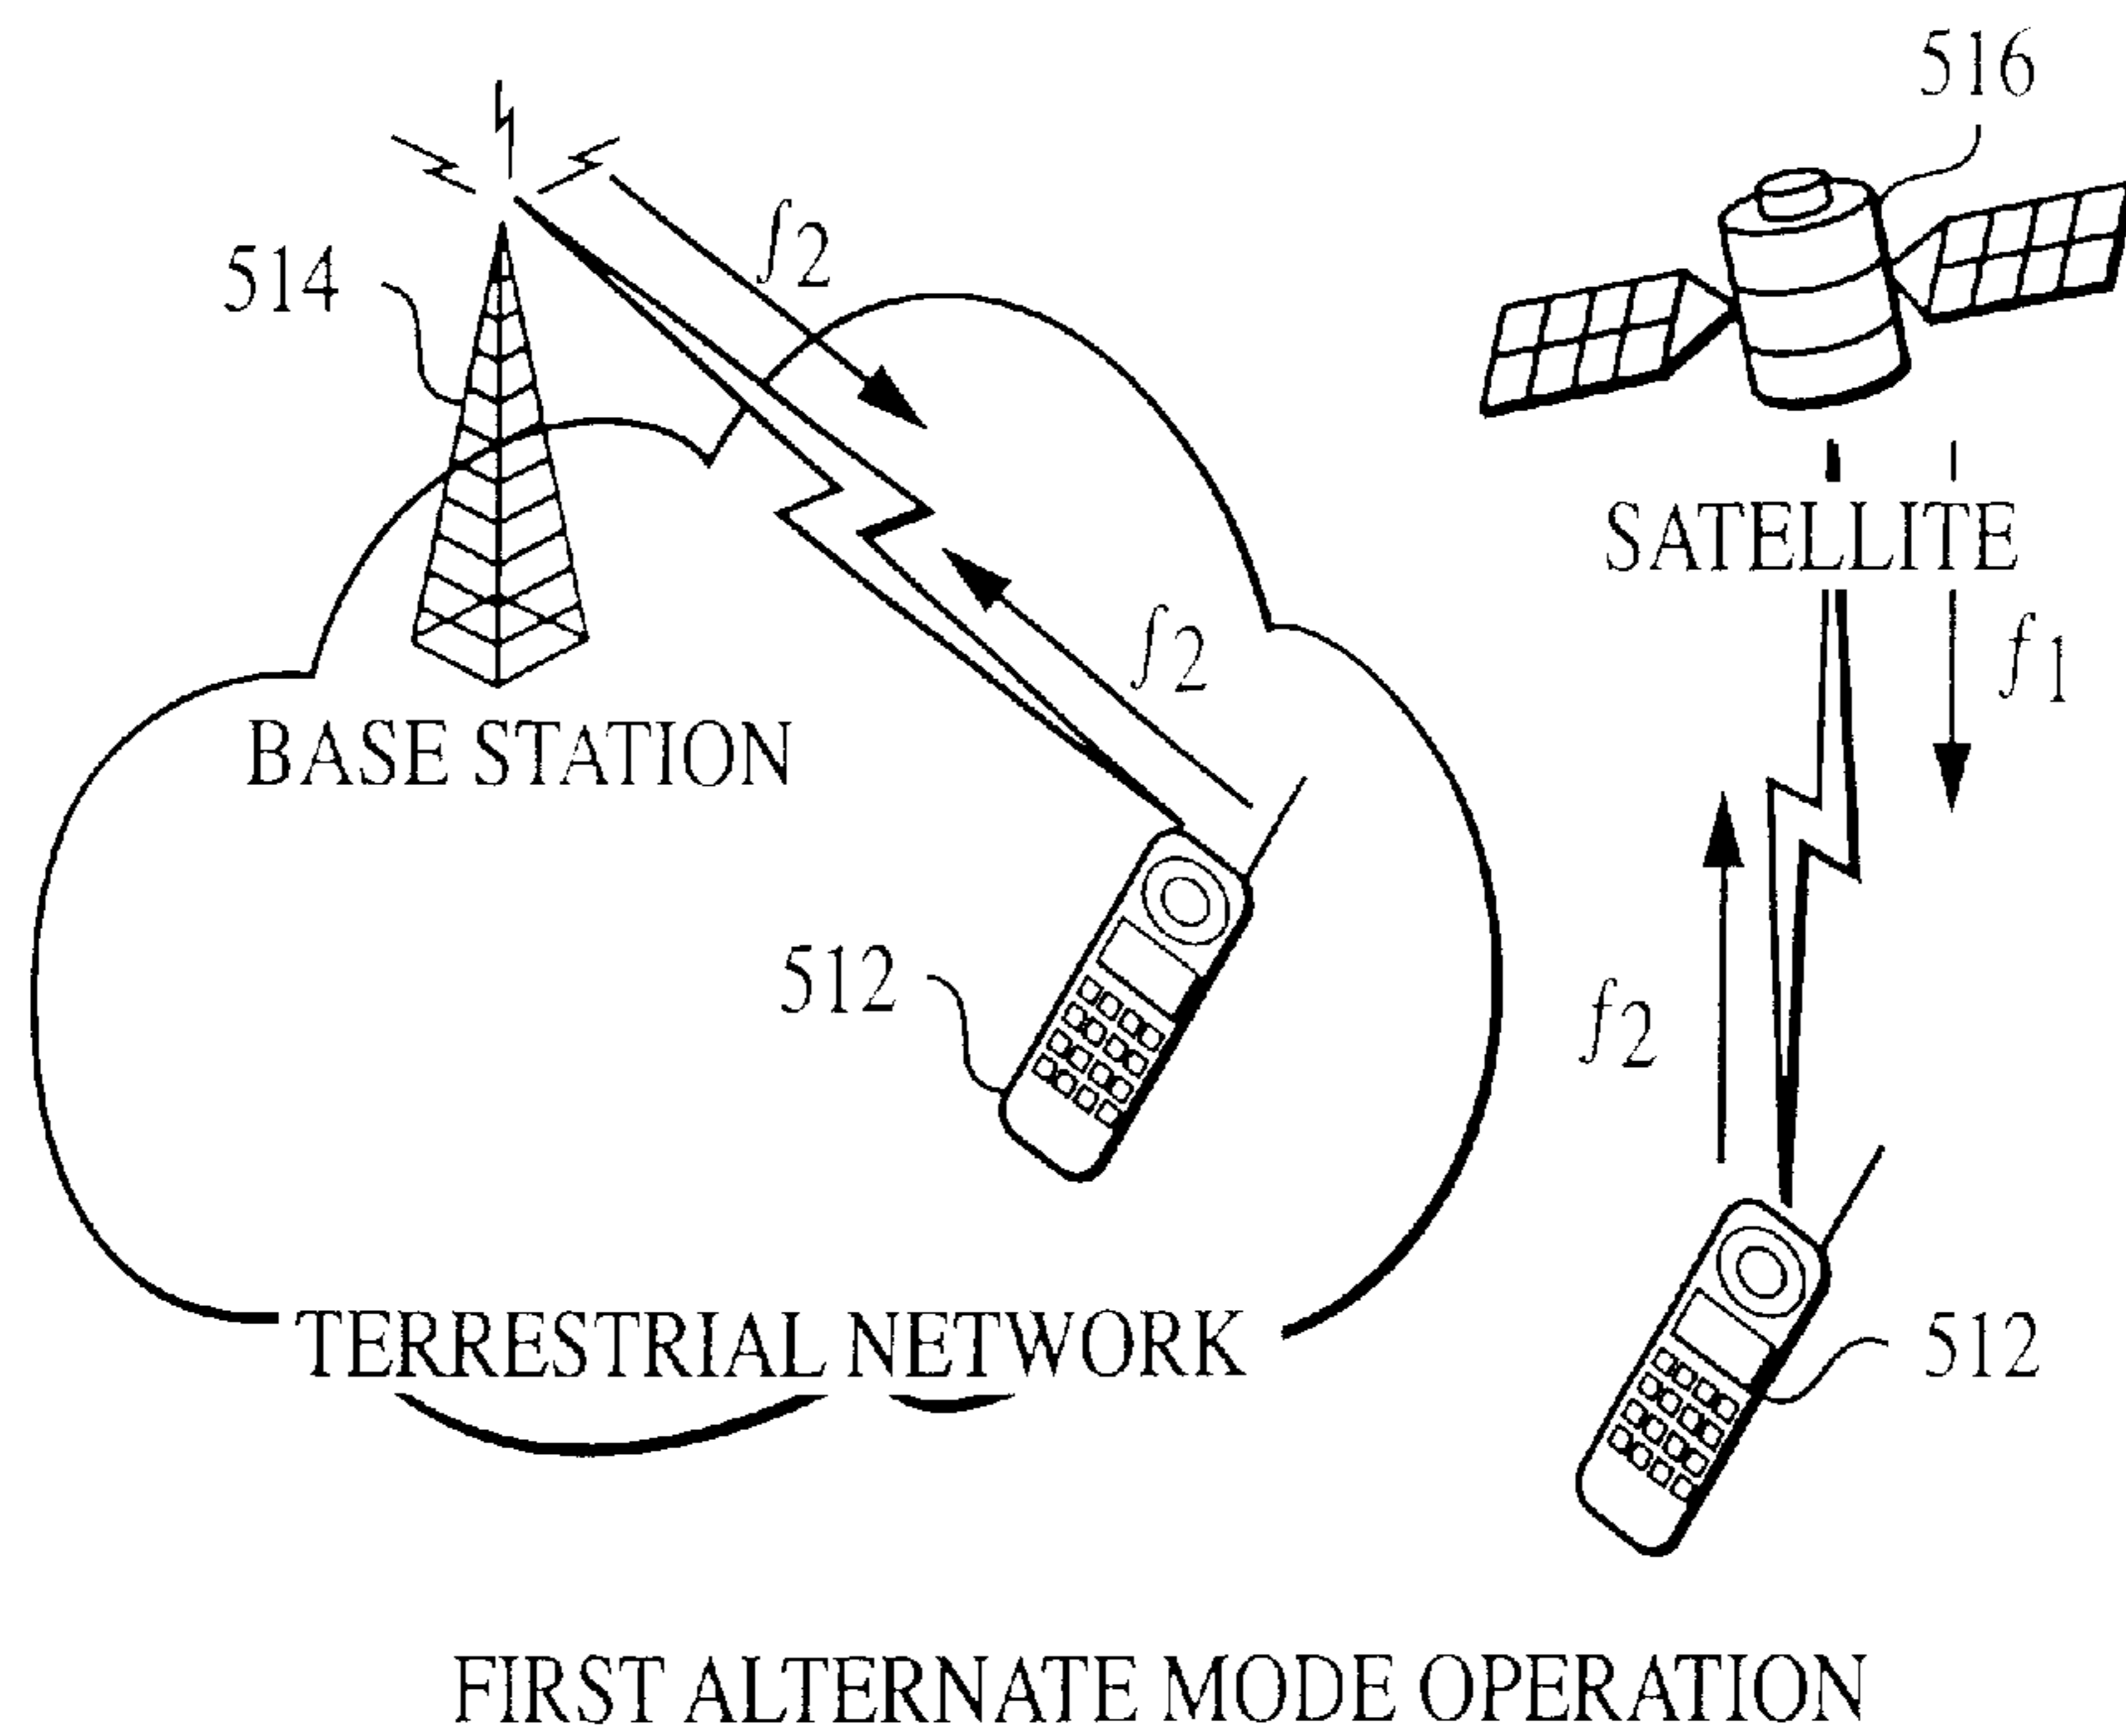 516
f2
514
SATELLITE
f2
f1
BASE STATION
512
f2
TERRESTRIAL NETWORK
512
FIRST ALTERNATE MODE OPERATION